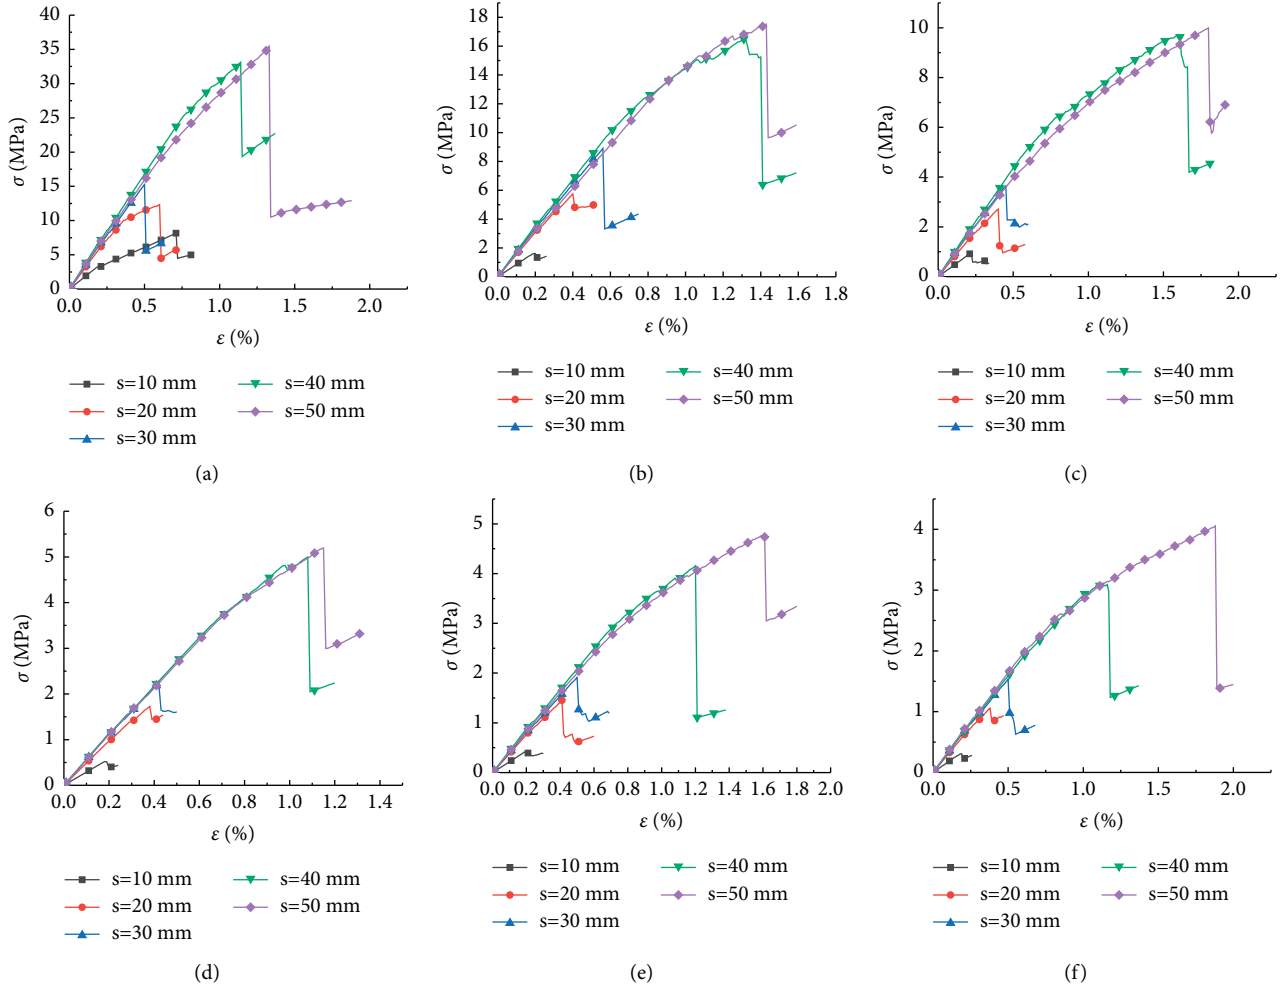 40
35
30
25
20
15
10
5
0
σ (MPa)
0.0 0.5 1.0 1.5 2.0
ε (%)
s=10 mm s=40 mm
s=20 mm s=50 mm
s=30 mm
(a)
18
16
14
12
10
8
6
4
2
0
σ (MPa)
0.0 0.2 0.4 0.6 0.8 1.0 1.2 1.4 1.6 1.8
ε (%)
s=10 mm s=40 mm
s=20 mm s=50 mm
s=30 mm
(b)
10
8
6
4
2
0
σ (MPa)
0.0 0.5 1.0 1.5 2.0
ε (%)
s=10 mm s=40 mm
s=20 mm s=50 mm
s=30 mm
(c)
6
5
4
3
2
1
0
σ (MPa)
0.0 0.2 0.4 0.6 0.8 1.0 1.2 1.4
ε (%)
s=10 mm s=40 mm
s=20 mm s=50 mm
s=30 mm
(d)
5
4
3
2
1
0
σ (MPa)
0.0 0.2 0.4 0.6 0.8 1.0 1.2 1.4 1.6 1.8 2.0
ε (%)
s=10 mm s=40 mm
s=20 mm s=50 mm
s=30 mm
(e)
4
3
2
1
0
σ (MPa)
0.0 0.5 1.0 1.5 2.0
ε (%)
s=10 mm s=40 mm
s=20 mm s=50 mm
s=30 mm
(f)